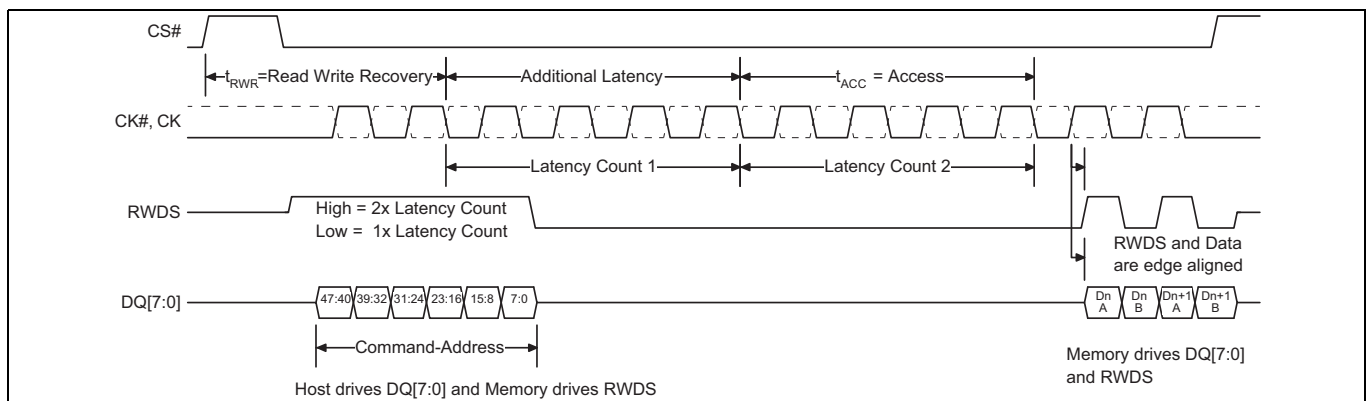 CS#
tRWR=Read Write Recovery
Additional Latency
tACC = Access
CK#, CK
Latency Count 1
Latency Count 2
RWDS
High = 2x Latency Count
Low = 1x Latency Count
RWDS and Data
are edge aligned
DQ[7:0]
47:40 39:32 31:24 23:16 15:8 7:0
Dn A
Dn B
Dn+1 A
Dn+1 B
Command-Address
Memory drives DQ[7:0]
and RWDS
Host drives DQ[7:0] and Memory drives RWDS